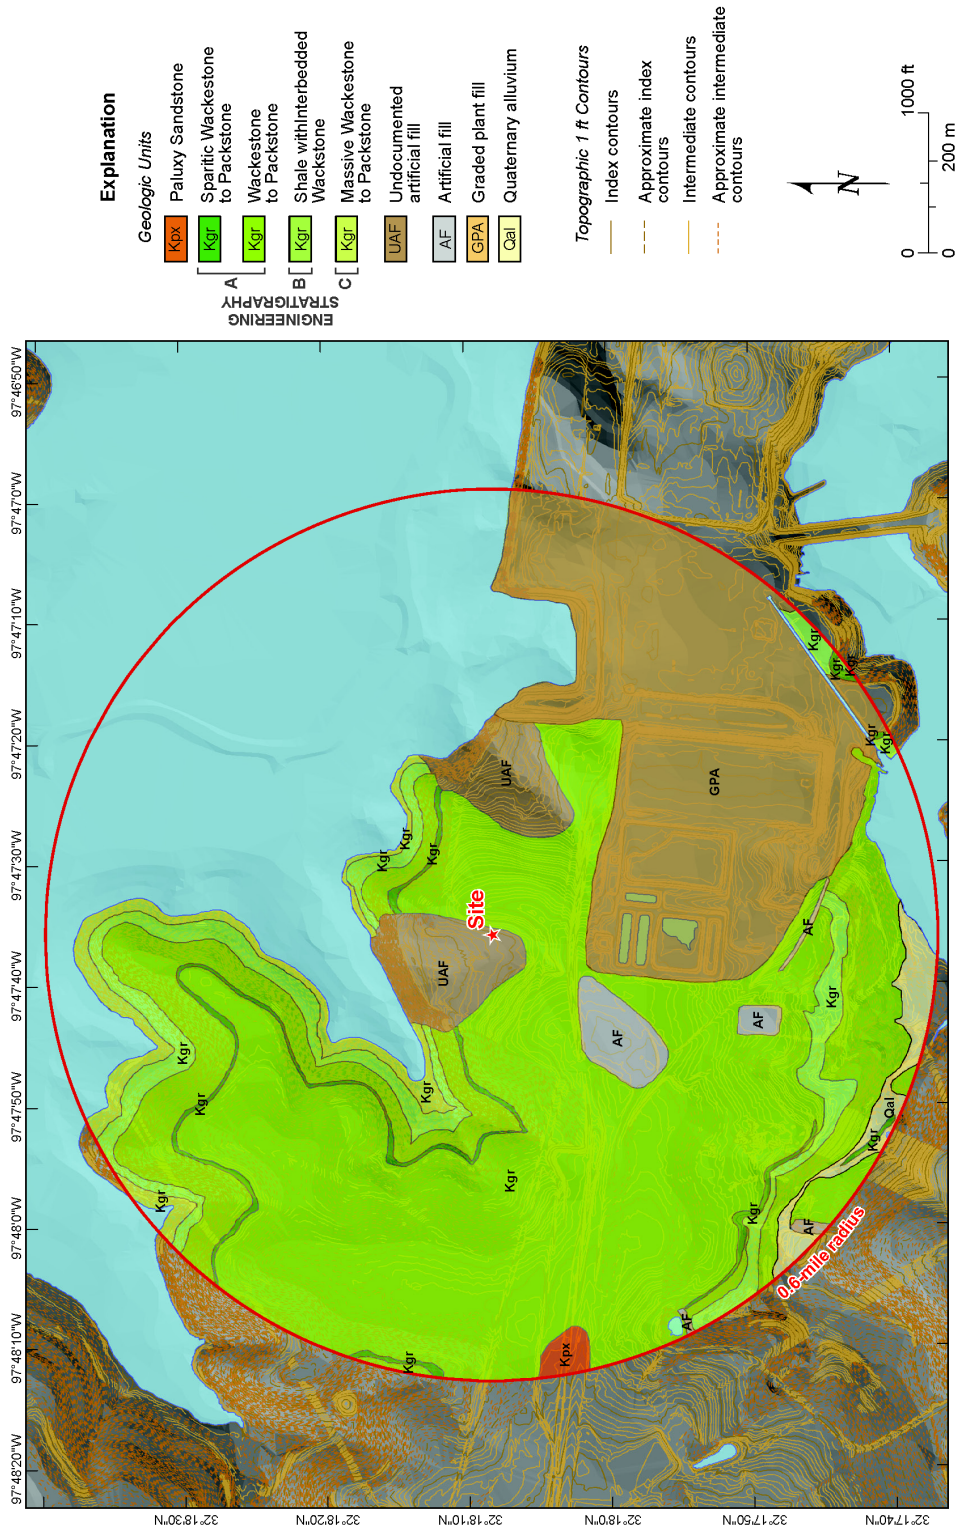 Explanation
Geologic Units
Kpx
Paluxy Sandstone
Kgr
Sparitic Wackestone
to Packstone
Kgr
Wackestone
to Packstone
Kgr
Shale withInterbedded
Wackstone
Kgr
Massive Wackestone
to Packstone
UAF
Undocumented
artificial fill
AF
Artificial fill
GPA
Graded plant fill
Qal
Quaternary alluvium
A
B
C
ENGINEERING
STRATIGRAPHY
Topographic 1 ft Contours
Index contours
Approximate index
contours
Intermediate contours
Approximate intermediate
contours
N
0
1000 ft
0
200 m
97°48'20"W
97°48'10"W
97°48'0"W
97°47'50"W
97°47'40"W
97°47'30"W
97°47'20"W
97°47'10"W
97°47'0"W
97°46'50"W
32°18'30"N
32°18'20"N
32°18'10"N
32°18'0"N
32°17'50"N
32°17'40"N
Kgr
Kgr
Kgr
Kgr
Kgr
Kgr
Kgr
Kgr
Kgr
UAF
UAF
Site
Kpx
AF
AF
AF
AF
AF
GPA
Kgr
Kgr
Kgr
Qal
Kgr
Kgr
Kgr
Kgr
Kgr
0.6-mile radius